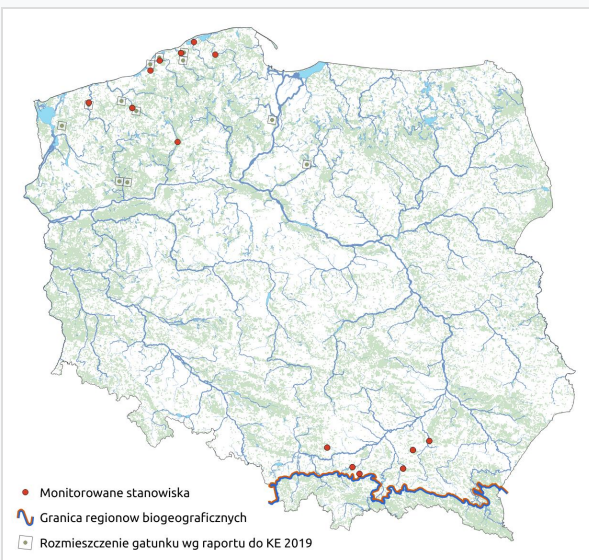 Monitorowane stanowiska
Granica regionow biogeograficznych
Rozmieszczenie gatunku wg raportu do KE 2019